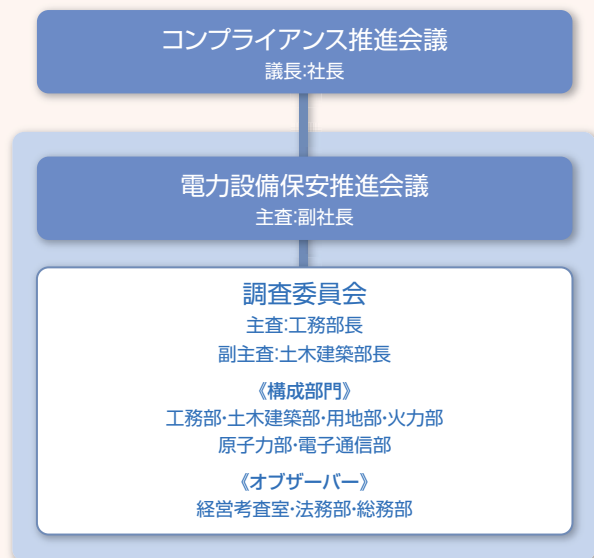 コンプライアンス推進会議
議長:社長
電力設備保安推進会議
主査:副社長
調査委員会
主査:工務部長
副主査:土木建築部長
《構成部門》
工務部・土木建築部・用地部・火力部
原子力部・電子通信部
《オブザーバー》
経営考査室・法務部・総務部